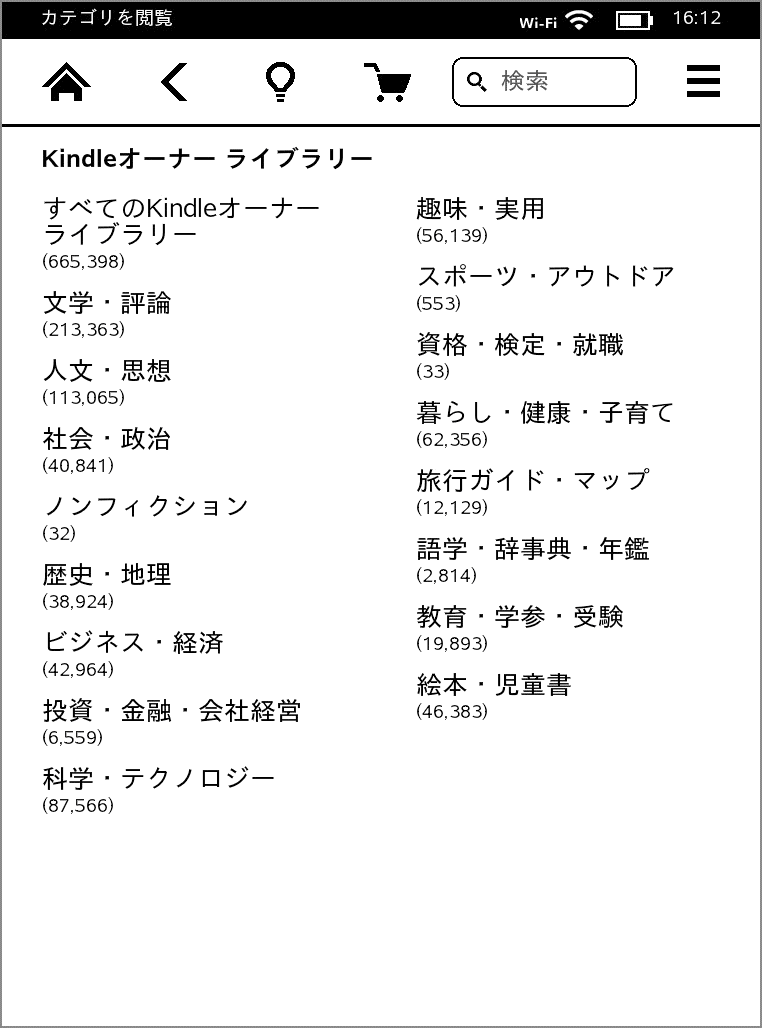 カテゴリを閲覧
Wi-Fi
16:12
検索
Kindleオーナー ライブラリー
すべてのKindleオーナー
ライブラリー
(665,398)
文学・評論
(213,363)
人文・思想
(113,065)
社会・政治
(40,841)
ノンフィクション
(32)
歴史・地理
(38,924)
ビジネス・経済
(42,964)
投資・金融・会社経営
(6,559)
科学・テクノロジー
(87,566)
趣味・実用
(56,139)
スポーツ・アウトドア
(553)
資格・検定・就職
(33)
暮らし・健康・子育て
(62,356)
旅行ガイド・マップ
(12,129)
語学・辞事典・年鑑
(2,814)
教育・学参・受験
(19,893)
絵本・児童書
(46,383)